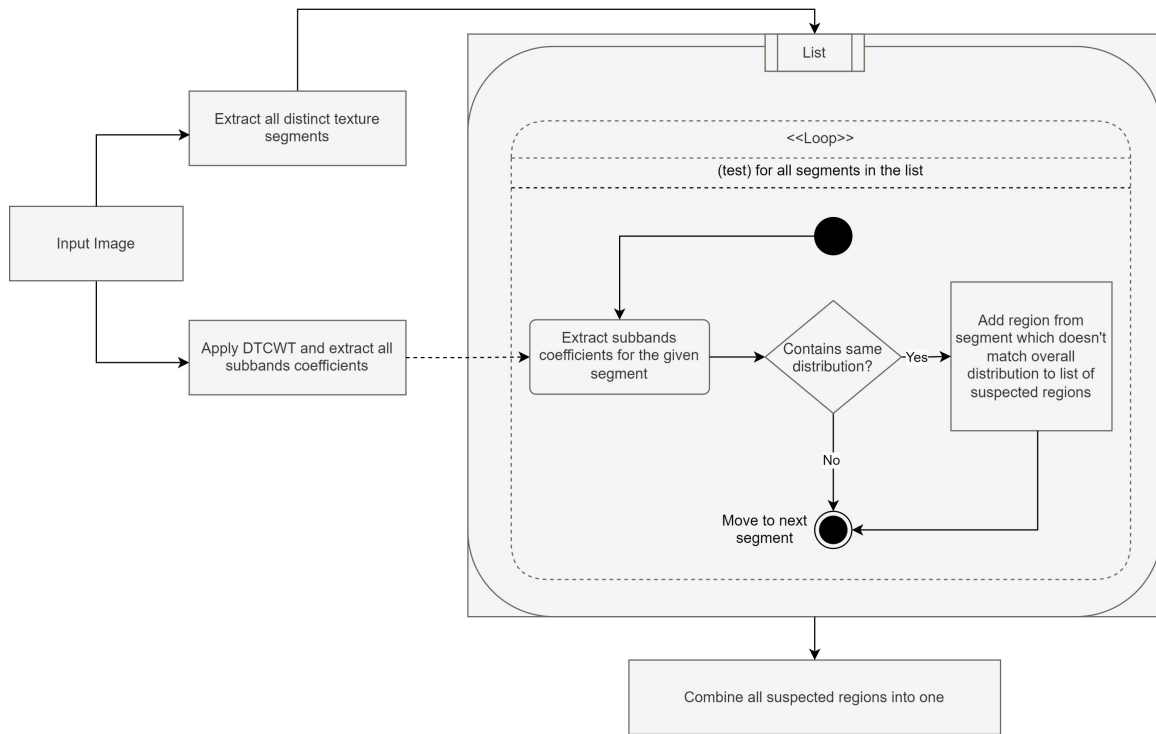 List
Extract all distinct texture
segments
<<Loop>>
(test) for all segments in the list
Input Image
Apply DTCWT and extract all
subbands coefficients
Extract subbands
coefficients for the given
segment
Contains same
distribution?
Yes
Add region from
segment which doesn't
match overall
distribution to list of
suspected regions
No
Move to next
segment
Combine all suspected regions into one